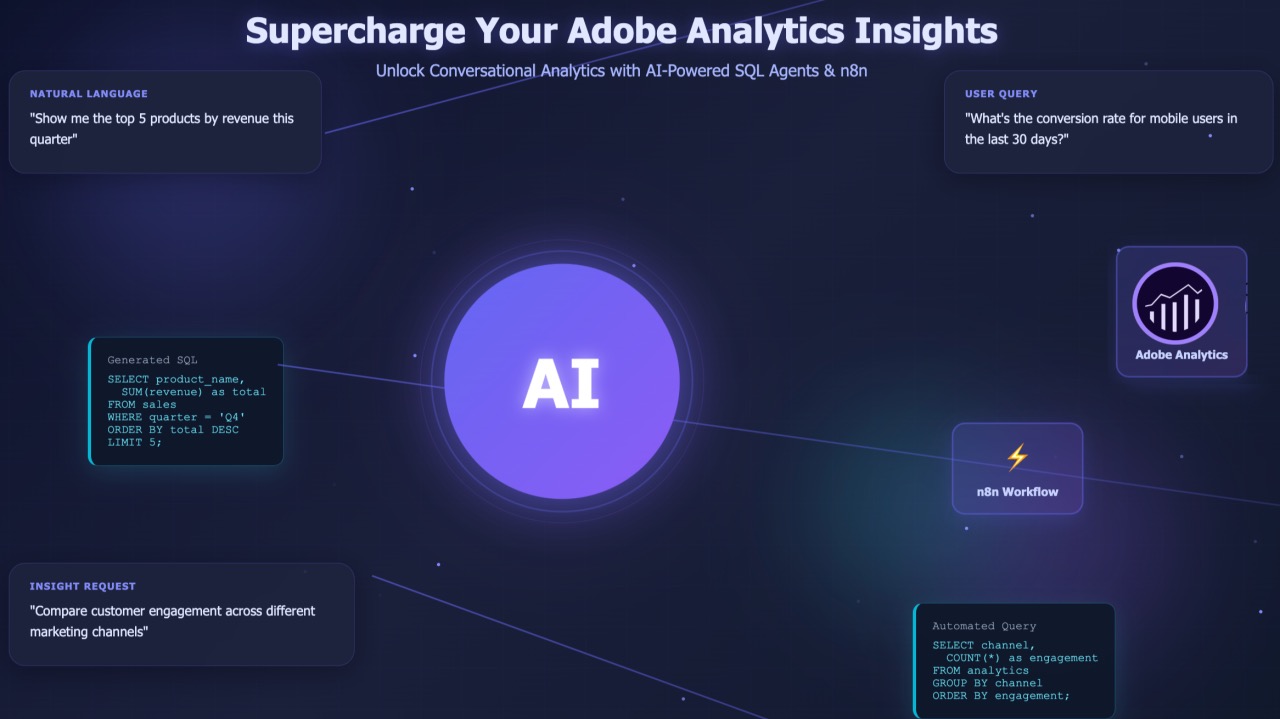 Supercharge Your Adobe Analytics Insights
Unlock Conversational Analytics with AI-Powered SQL Agents & n8n
NATURAL LANGUAGE
"Show me the top 5 products by revenue this
quarter"
USER QUERY
"What's the conversion rate for mobile users in
the last 30 days?"
Adobe Analytics
Generated SQL
SELECT product_name,
  SUM(revenue) as total
FROM sales
WHERE quarter = 'Q4'
ORDER BY total DESC
LIMIT 5;
AI
n8n Workflow
INSIGHT REQUEST
"Compare customer engagement across different
marketing channels"
Automated Query
SELECT channel,
  COUNT(*) as engagement
FROM analytics
GROUP BY channel
ORDER BY engagement;